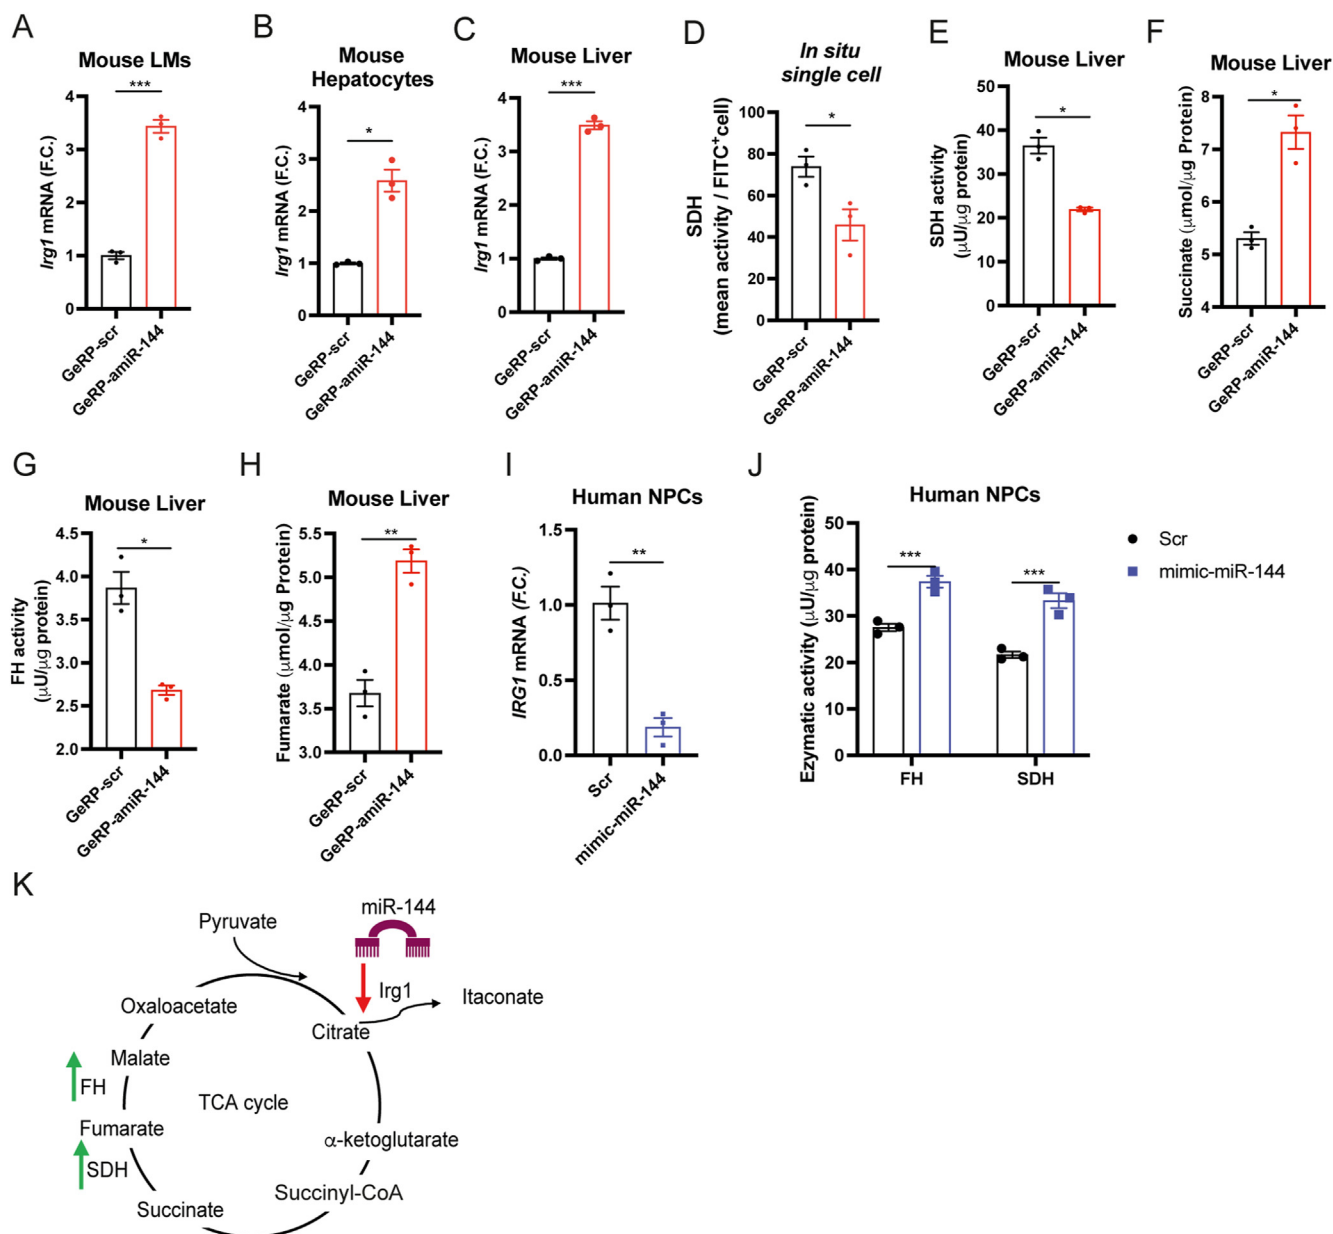 A
Mouse LMs
***
Irg1 mRNA (F.C.)
4
3
2
1
0
GeRP-scr
GeRP-amiR-144
B
Mouse
Hepatocytes
*
Irg1 mRNA (F.C.)
4
3
2
1
0
GeRP-scr
GeRP-amiR-144
C
Mouse Liver
***
Irg1 mRNA (F.C.)
4
3
2
1
0
GeRP-scr
GeRP-amiR-144
D
In situ
single cell
*
SDH
(mean activity / FITC⁺cell)
100
80
60
40
20
0
GeRP-scr
GeRP-amiR-144
E
Mouse Liver
*
SDH activity
(μU/μg protein)
50
40
30
20
10
0
GeRP-scr
GeRP-amiR-144
F
Mouse Liver
*
Succinate (μmol/μg Protein)
8
7
6
5
4
GeRP-scr
GeRP-amiR-144
G
Mouse Liver
*
FH activity
(μU/μg protein)
4.5
4.0
3.5
3.0
2.5
2.0
GeRP-scr
GeRP-amiR-144
H
Mouse Liver
**
Fumarate (μmol/μg Protein)
5.5
5.0
4.5
4.0
3.5
3.0
GeRP-scr
GeRP-amiR-144
I
Human NPCs
**
IRG1 mRNA (F.C.)
1.5
1.0
0.5
0.0
Scr
mimic-miR-144
J
Human NPCs
***
***
Ezymatic activity (μU/μg protein)
50
40
30
20
10
0
FH
SDH
Scr
mimic-miR-144
K
miR-144
Pyruvate
Irg1
Itaconate
Oxaloacetate
Citrate
Malate
FH
TCA cycle
Fumarate
α-ketoglutarate
SDH
Succinyl-CoA
Succinate